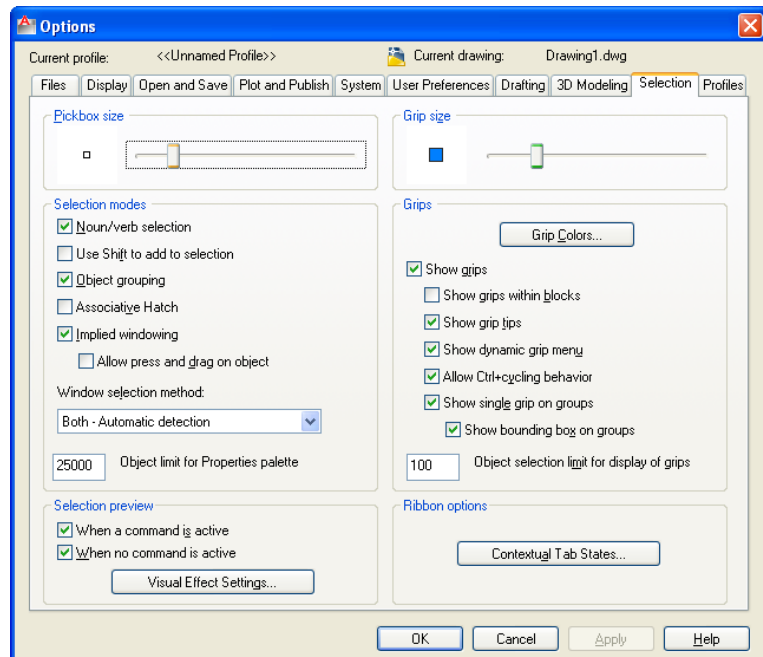 Options
Current profile: <<Unnamed Profile>> Current drawing: Drawing1.dwg
Files Display Open and Save Plot and Publish System User Preferences Drafting 3D Modeling Selection Profiles
Pickbox size
Grip size
Selection modes
Noun/verb selection
Use Shift to add to selection
Object grouping
Associative Hatch
Implied windowing
Allow press and drag on object
Window selection method:
Both - Automatic detection
25000 Object limit for Properties palette
Grips
Grip Colors...
Show grips
Show grips within blocks
Show grip tips
Show dynamic grip menu
Allow Ctrl+cycling behavior
Show single grip on groups
Show bounding box on groups
100 Object selection limit for display of grips
Selection preview
When a command is active
When no command is active
Visual Effect Settings...
Ribbon options
Contextual Tab States...
OK Cancel Apply Help